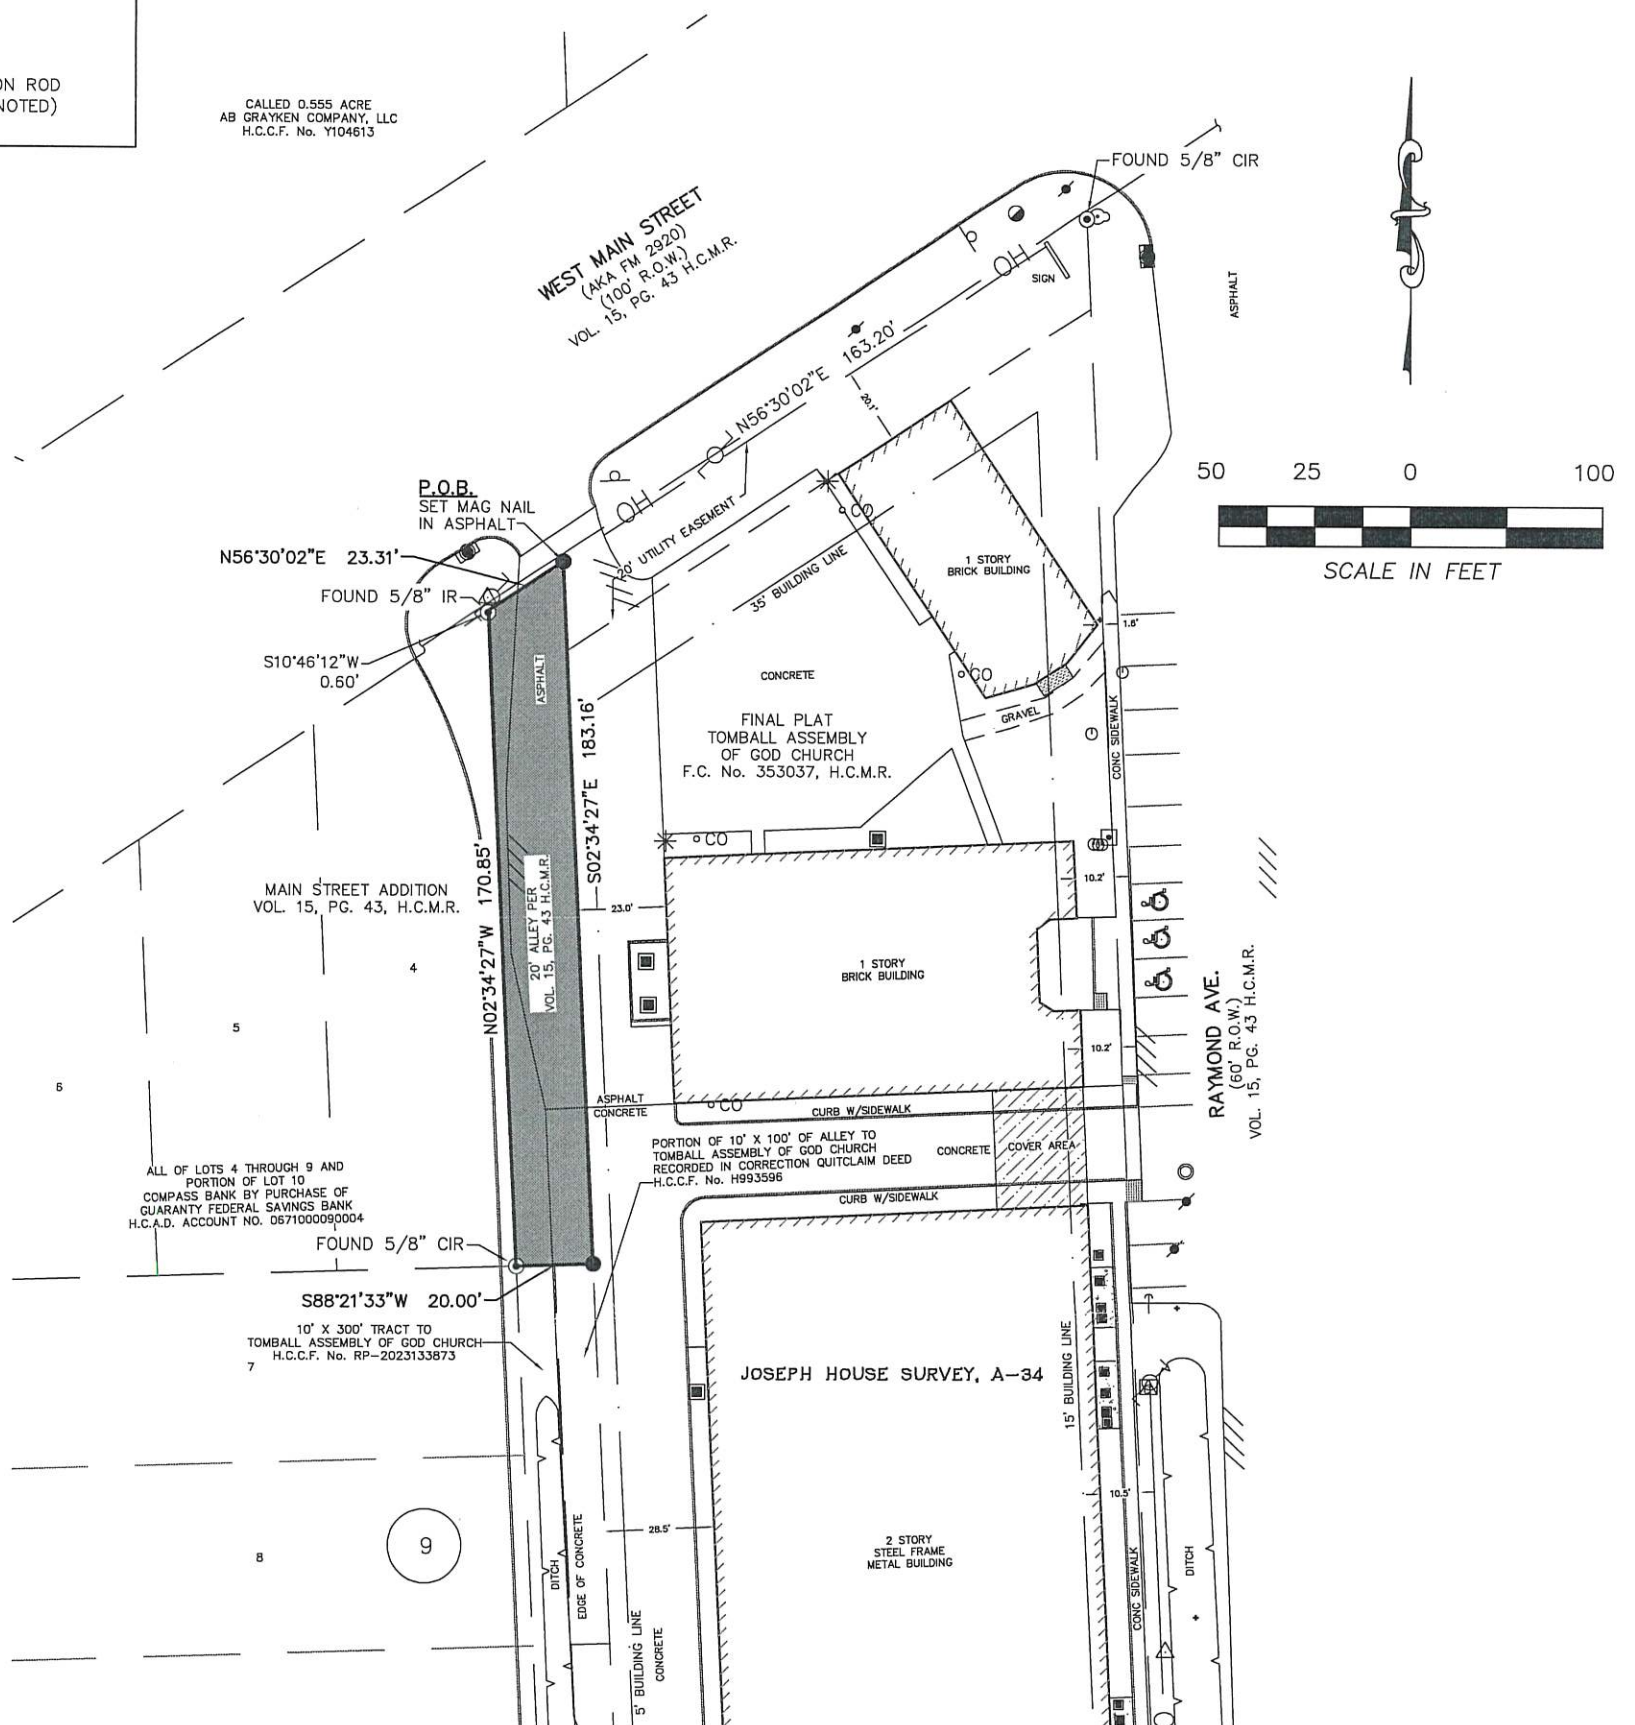 ON ROD
NOTED)
CALLED 0.555 ACRE
AB GRAYKEN COMPANY, LLC
H.C.C.F. No. Y104613
FOUND 5/8" CIR
WEST MAIN STREET
(AKA FM 2920)
(100' R.O.W.)
VOL. 15, PG. 43 H.C.M.R.
OH
SIGN
ASPHALT
N56°30'02"E 163.20'
20.1'
50 25 0 100
SCALE IN FEET
P.O.B.
SET MAG NAIL
IN ASPHALT
OH
N56°30'02"E 23.31'
20' UTILITY EASEMENT
35' BUILDING LINE
CO
1 STORY
BRICK BUILDING
FOUND 5/8" IR
1.6'
S10°46'12"W
0.60'
ASPHALT
CONCRETE
CO
GRAVEL
CONC SIDEWALK
FINAL PLAT
TOMBALL ASSEMBLY
OF GOD CHURCH
F.C. No. 353037, H.C.M.R.
S02°34'27"E 183.16'
CO
N02°34'27"W 170.85'
MAIN STREET ADDITION
VOL. 15, PG. 43, H.C.M.R.
20' ALLEY PER
VOL. 15, PG. 43 H.C.M.R.
23.0'
10.2'
4
5
6
1 STORY
BRICK BUILDING
10.2'
RAYMOND AVE.
(60' R.O.W.)
VOL. 15, PG. 43 H.C.M.R.
ASPHALT
CONCRETE
CO
CURB W/SIDEWALK
PORTION OF 10' X 100' OF ALLEY TO
TOMBALL ASSEMBLY OF GOD CHURCH
RECORDED IN CORRECTION QUITCLAIM DEED
H.C.C.F. No. H993596
CONCRETE
COVER AREA
CURB W/SIDEWALK
ALL OF LOTS 4 THROUGH 9 AND
PORTION OF LOT 10
COMPASS BANK BY PURCHASE OF
GUARANTY FEDERAL SAVINGS BANK
H.C.A.D. ACCOUNT NO. 0671000090004
FOUND 5/8" CIR
S88°21'33"W 20.00'
10' X 300' TRACT TO
TOMBALL ASSEMBLY OF GOD CHURCH
H.C.C.F. No. RP-2023133873
7
JOSEPH HOUSE SURVEY, A-34
15' BUILDING LINE
10.5'
28.5'
9
8
DITCH
EDGE OF CONCRETE
2 STORY
STEEL FRAME
METAL BUILDING
CONC SIDEWALK
DITCH
5' BUILDING LINE
CONCRETE